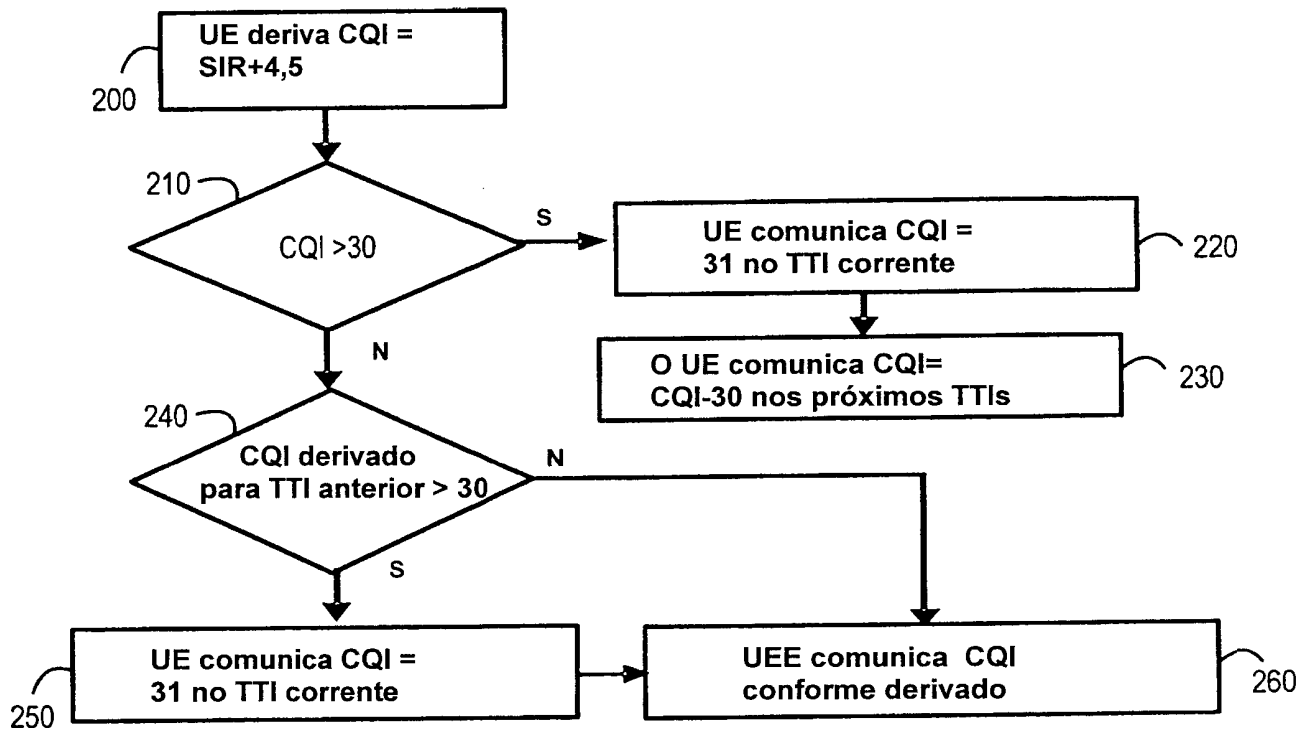 UE deriva CQI =
SIR+4,5
200
210
CQI >30
S
UE comunica CQI =
31 no TTI corrente
220
N
O UE comunica CQI=
CQI-30 nos próximos TTIs
230
240
CQI derivado
para TTI anterior > 30
N
S
UE comunica CQI =
31 no TTI corrente
250
UEE comunica CQI
conforme derivado
260